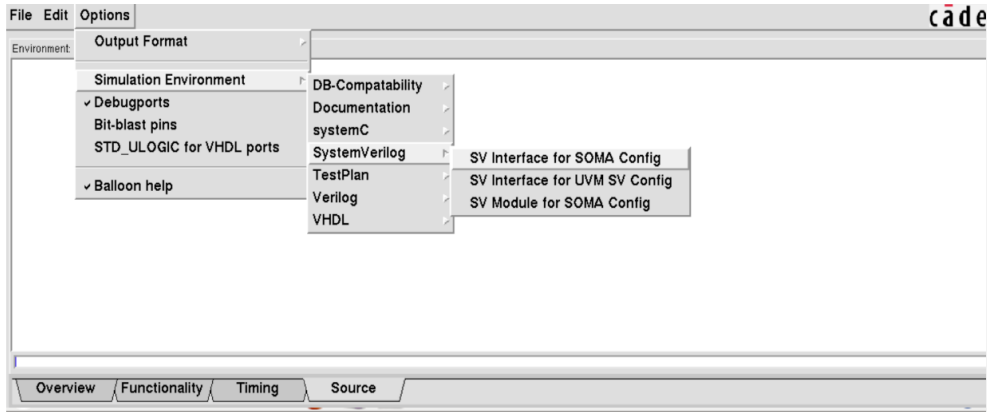 File Edit Options
cāde
Environment:
Output Format
Simulation Environment
Debugports
Bit-blast pins
STD_ULOGIC for VHDL ports
Balloon help
DB-Compatability
Documentation
systemC
SystemVerilog
TestPlan
Verilog
VHDL
SV Interface for SOMA Config
SV Interface for UVM SV Config
SV Module for SOMA Config
Overview Functionality Timing Source